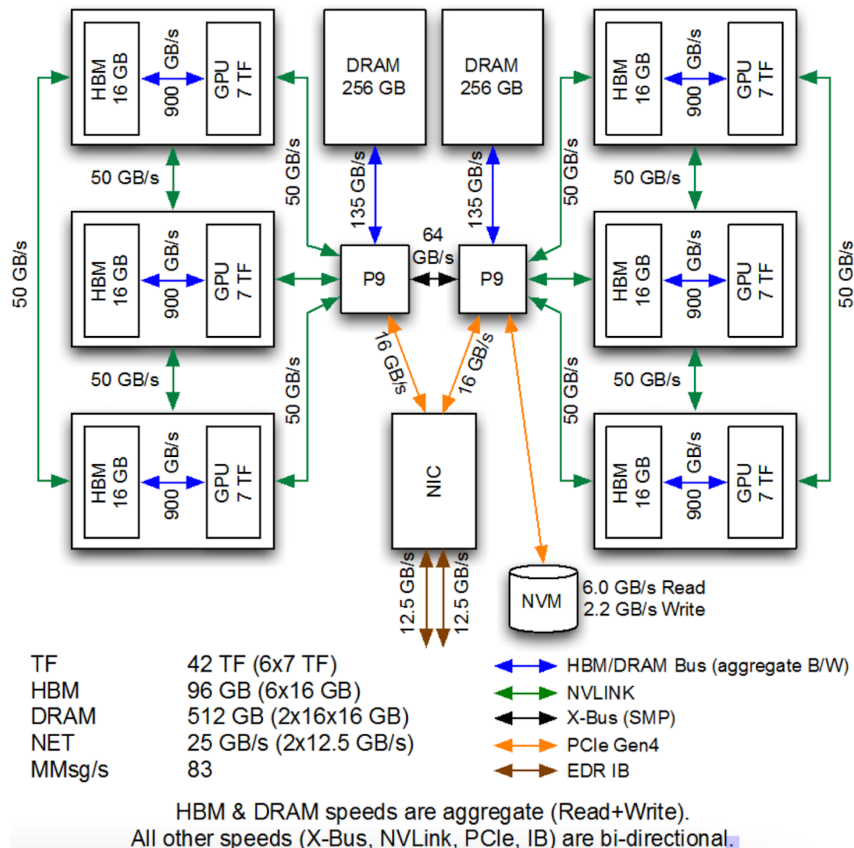 HBM
16 GB
900
GB/s
GPU
7 TF
DRAM
256 GB
DRAM
256 GB
HBM
16 GB
900
GB/s
GPU
7 TF
50 GB/s
50 GB/s
135 GB/s
135 GB/s
50 GB/s
50 GB/s
50 GB/s
HBM
16 GB
900
GB/s
GPU
7 TF
P9
64
GB/s
P9
HBM
16 GB
900
GB/s
GPU
7 TF
50 GB/s
50 GB/s
50 GB/s
16 GB/s
16 GB/s
50 GB/s
50 GB/s
HBM
16 GB
900
GB/s
GPU
7 TF
NIC
HBM
16 GB
900
GB/s
GPU
7 TF
12.5 GB/s
12.5 GB/s
NVM
6.0 GB/s Read
2.2 GB/s Write
TF 42 TF (6x7 TF)
HBM 96 GB (6x16 GB)
DRAM 512 GB (2x16x16 GB)
NET 25 GB/s (2x12.5 GB/s)
MMsg/s 83
HBM/DRAM Bus (aggregate B/W)
NVLINK
X-Bus (SMP)
PCIe Gen4
EDR IB
HBM & DRAM speeds are aggregate (Read+Write).
All other speeds (X-Bus, NVLink, PCIe, IB) are bi-directional.